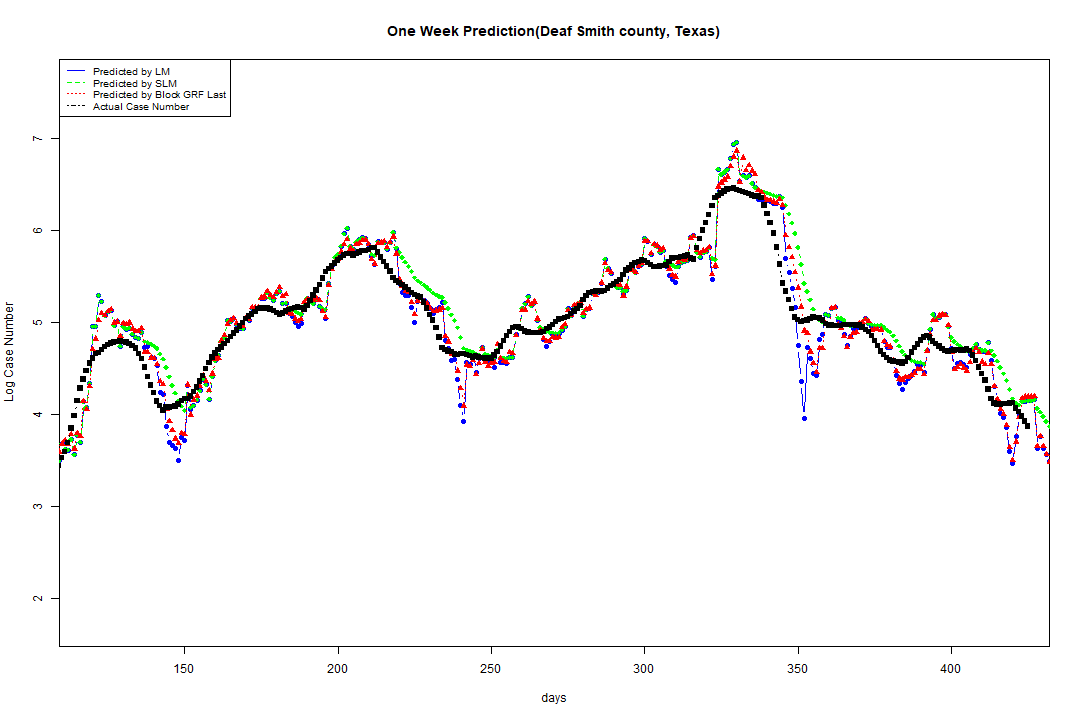 One Week Prediction(Deaf Smith county, Texas)
Predicted by LM
Predicted by SLM
Predicted by Block GRF Last
Actual Case Number
Log Case Number
7
6
5
4
3
2
150 200 250 300 350 400
days